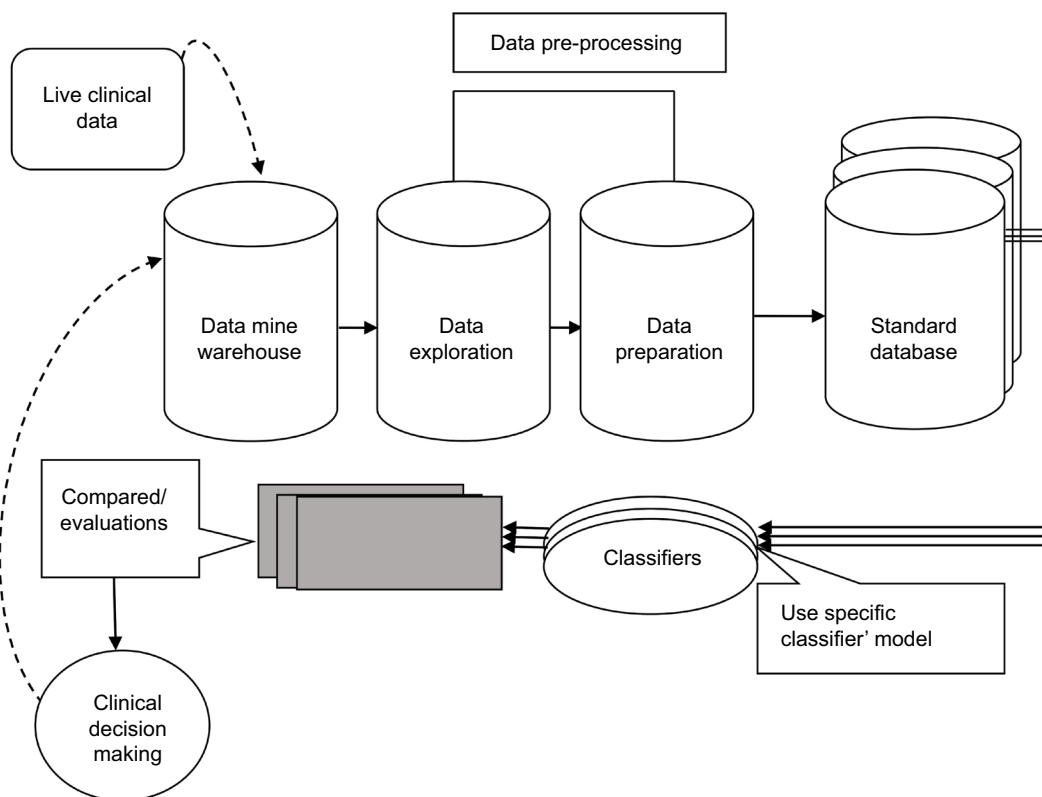 Data pre-processing
Live clinical
data
Data mine
warehouse
Data
exploration
Data
preparation
Standard
database
Compared/
evaluations
Classifiers
Use specific
classifier’ model
Clinical
decision
making